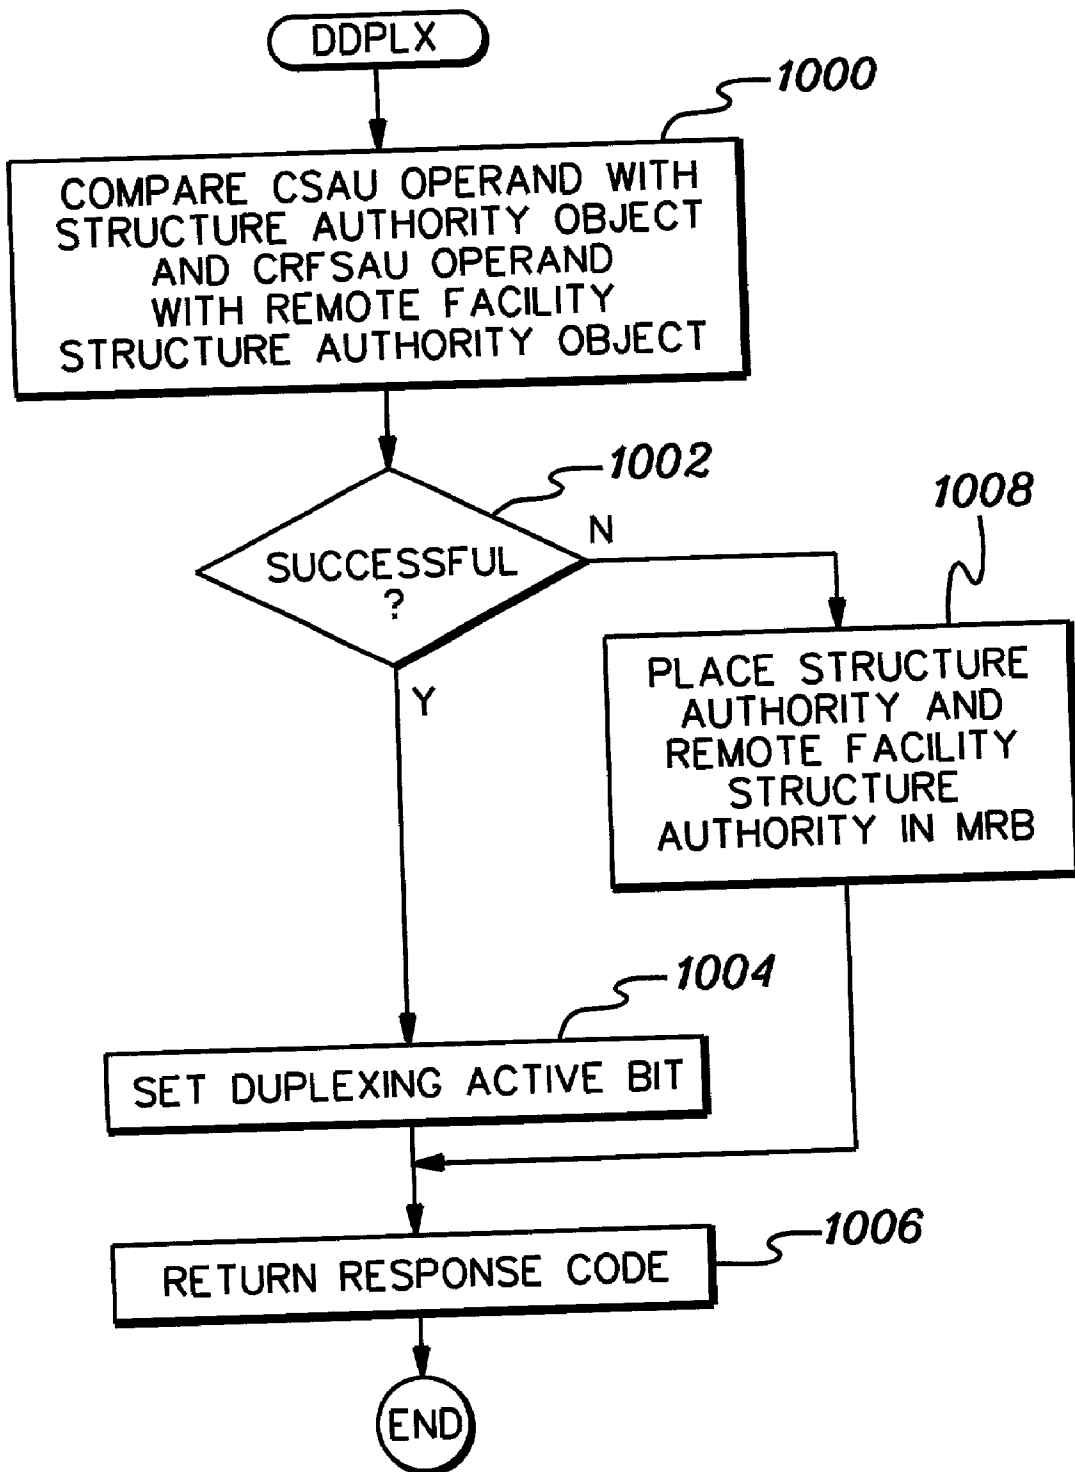 DDPLX
1000
COMPARE CSAU OPERAND WITH
STRUCTURE AUTHORITY OBJECT
AND CRFSAU OPERAND
WITH REMOTE FACILITY
STRUCTURE AUTHORITY OBJECT
1002
SUCCESSFUL
?
N
Y
1008
PLACE STRUCTURE
AUTHORITY AND
REMOTE FACILITY
STRUCTURE
AUTHORITY IN MRB
1004
SET DUPLEXING ACTIVE BIT
1006
RETURN RESPONSE CODE
END